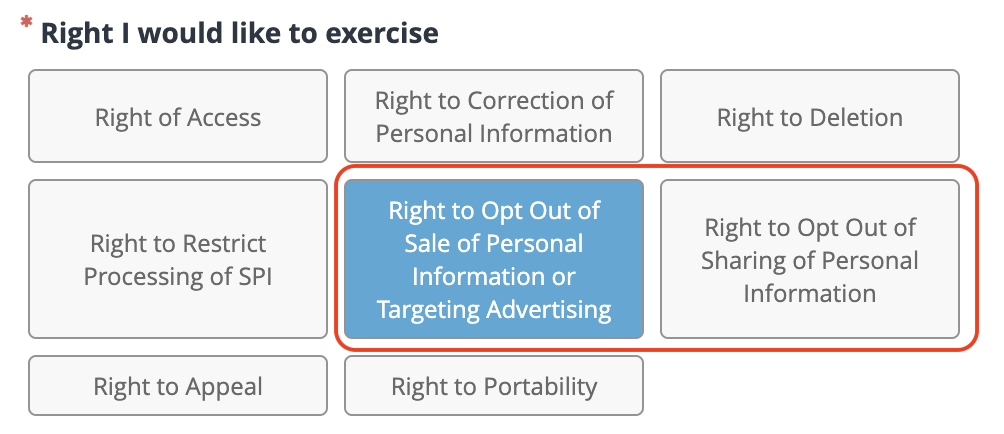 * Right I would like to exercise
Right of Access
Right to Correction of
Personal Information
Right to Deletion
Right to Restrict
Processing of SPI
Right to Opt Out of
Sale of Personal
Information or
Targeting Advertising
Right to Opt Out of
Sharing of Personal
Information
Right to Appeal
Right to Portability